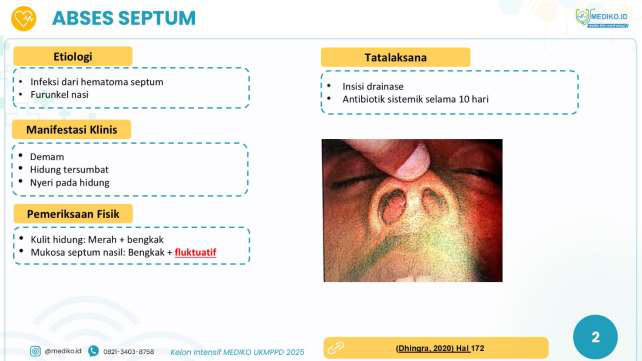 ABSES SEPTUM
MEDIKO.ID
Etiologi
• Infeksi dari hematoma septum
• Furunkel nasi
Manifestasi Klinis
• Demam
• Hidung tersumbat
• Nyeri pada hidung
Pemeriksaan Fisik
• Kulit hidung: Merah + bengkak
• Mukosa septum nasil: Bengkak + fluktuatif
Tatalaksana
• Insisi drainase
• Antibiotik sistemik selama 10 hari
@mediko.id
0821-3403-8758
Kelon Intensif MEDIKO UKMPPD 2025
(Dhingra, 2020) Hal 172
2